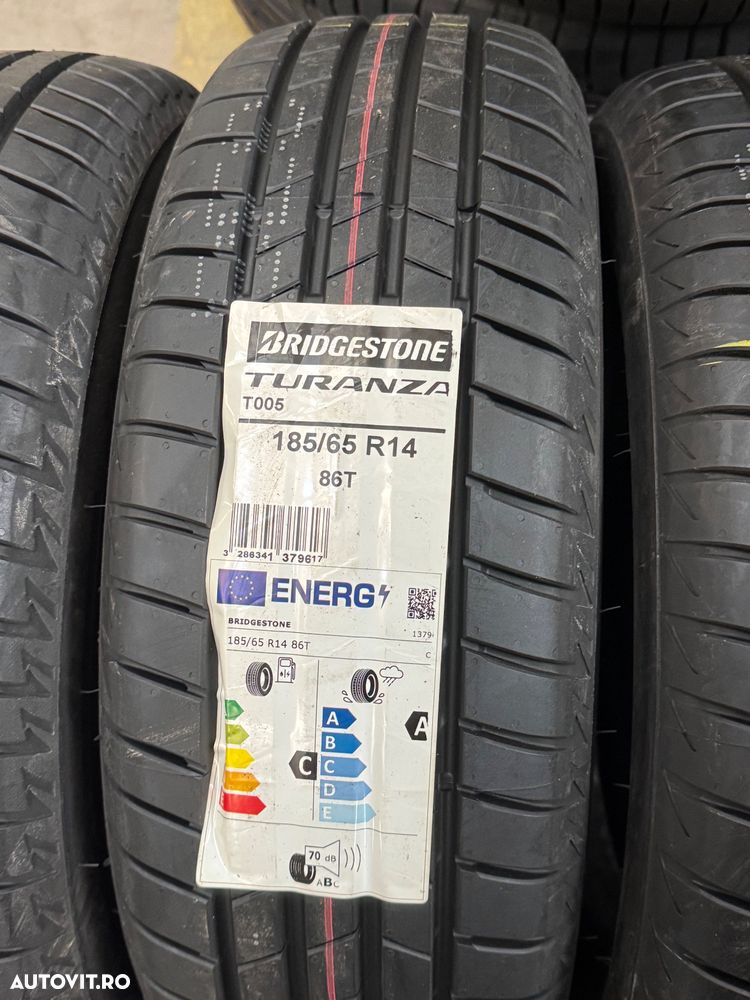 BRIDGESTONE
TURANZA
T005
185/65 R14
86T
3 286341 379617
ENERG
BRIDGESTONE
1379
185/65 R14 86T
C
A
B
C
D
E
C
A
70 dB
ABC
AUTOVIT.RO